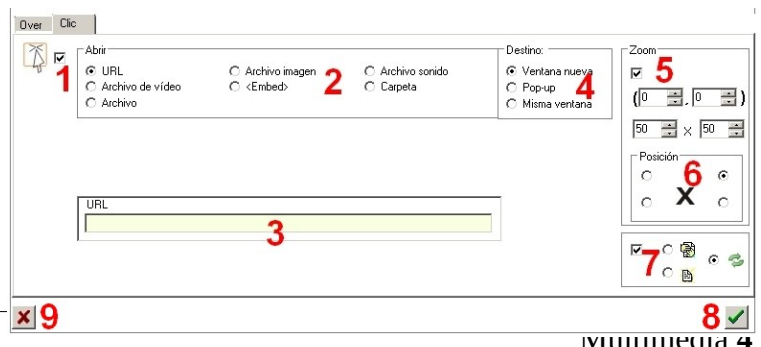 Over Clic
Abrir
URL
Archivo imagen
Archivo sonido
Archivo de vídeo
<Embed>
Carpeta
Archivo
Destino:
Ventana nueva
Pop-up
Misma ventana
Zoom
(0 , 0 )
50 x 50
Posición
X
URL
1
2
3
4
5
6
7
9
8
Multimedia 4